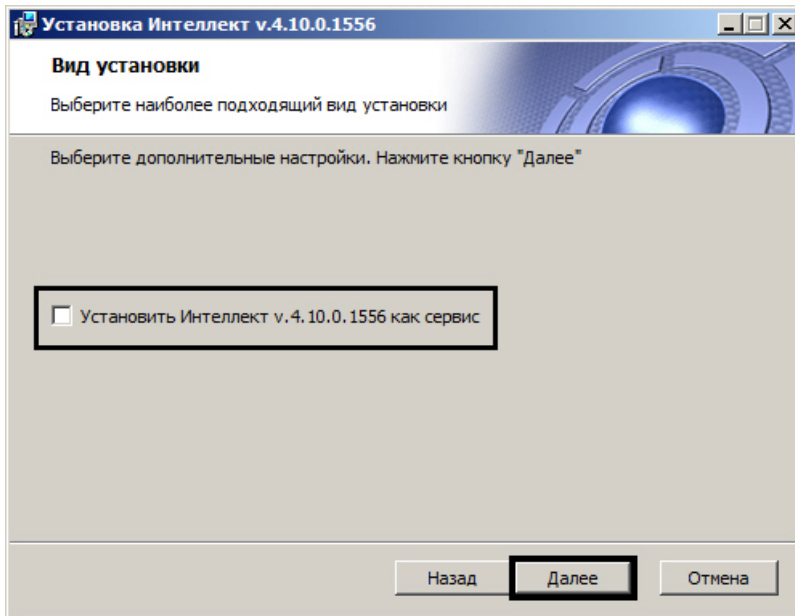 Установка Интеллект v.4.10.0.1556
Вид установки
Выберите наиболее подходящий вид установки
Выберите дополнительные настройки. Нажмите кнопку "Далее"
Установить Интеллект v.4.10.0.1556 как сервис
Назад Далее Отмена